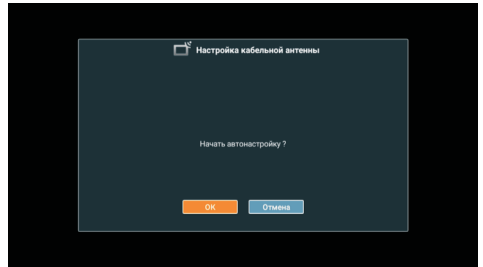 Настройка кабельной антенны
Начать автонастройку ?
OK
Отмена